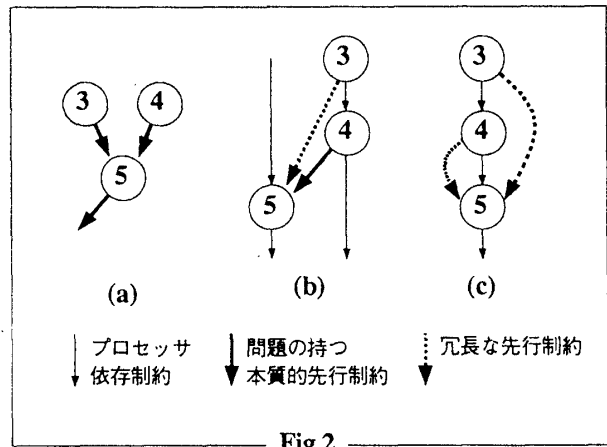 3
4
5
(a)
3
4
5
(b)
3
4
5
(c)
プロセッサ
依存制約
問題の持つ
本質的先行制約
冗長な先行制約
Fig.2